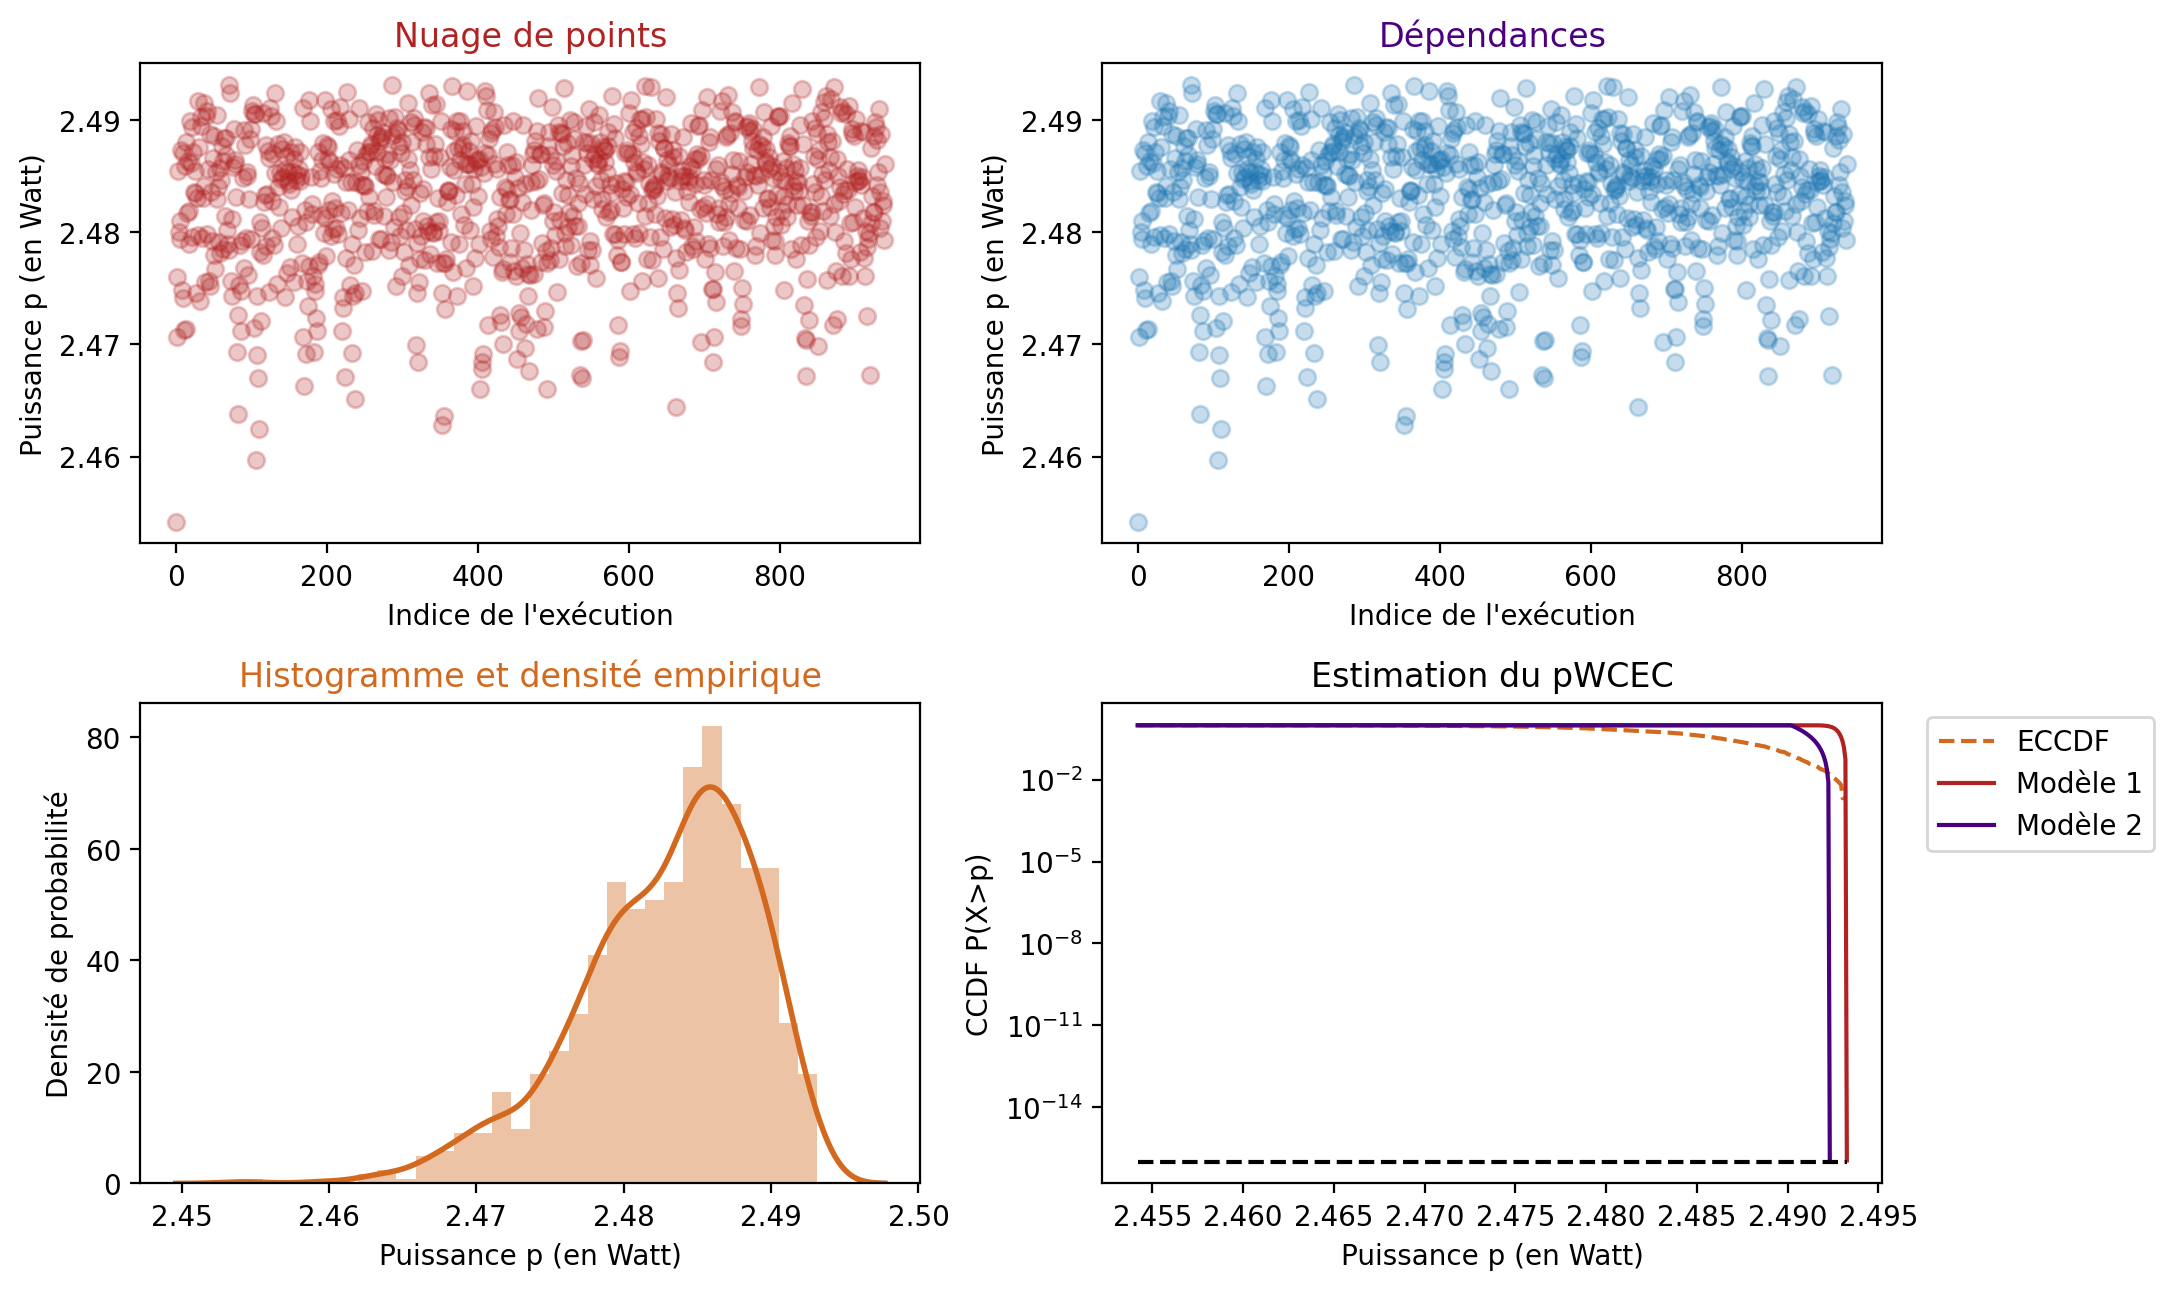 Nuage de points
Puissance p (en Watt)
2.49
2.48
2.47
2.46
0 200 400 600 800
Indice de l'exécution
Dépendances
Puissance p (en Watt)
2.49
2.48
2.47
2.46
0 200 400 600 800
Indice de l'exécution
Histogramme et densité empirique
Densité de probabilité
80
60
40
20
0
2.45 2.46 2.47 2.48 2.49 2.50
Puissance p (en Watt)
Estimation du pWCEC
CCDF P(X>p)
10⁻²
10⁻⁵
10⁻⁸
10⁻¹¹
10⁻¹⁴
2.455 2.460 2.465 2.470 2.475 2.480 2.485 2.490 2.495
Puissance p (en Watt)
ECCDF
Modèle 1
Modèle 2